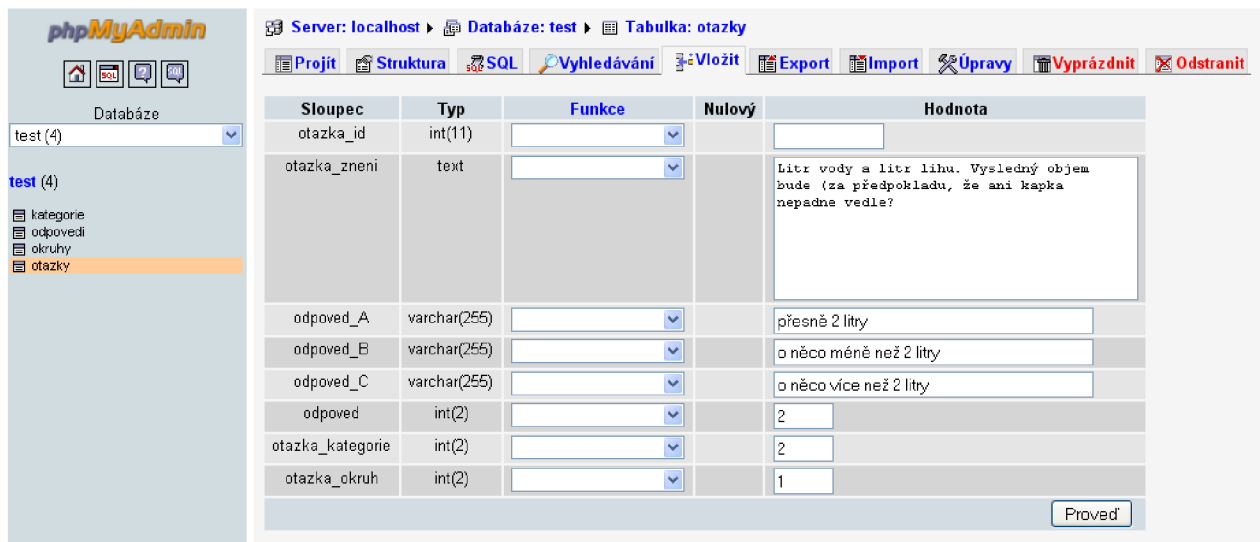 phpMyAdmin
Server: localhost Databáze: test Tabulka: otazky
Projít Struktura SQL Vyhledávání Vložit Export Import Úpravy Vyprázdnit Odstranit
Databáze
test (4)
test (4)
kategorie
odpovedi
okruhy
otazky
Sloupec Typ Funkce Nulový Hodnota
otazka_id int(11)
otazka_zneni text
Litr vody a litr lihu. Vysledný objem
bude (za předpokladu, že ani kapka
nepadne vedle?
odpoved_A varchar(255) přesně 2 litry
odpoved_B varchar(255) o něco méně než 2 litry
odpoved_C varchar(255) o něco více než 2 litry
odpoved int(2) 2
otazka_kategorie int(2) 2
otazka_okruh int(2) 1
Proveď